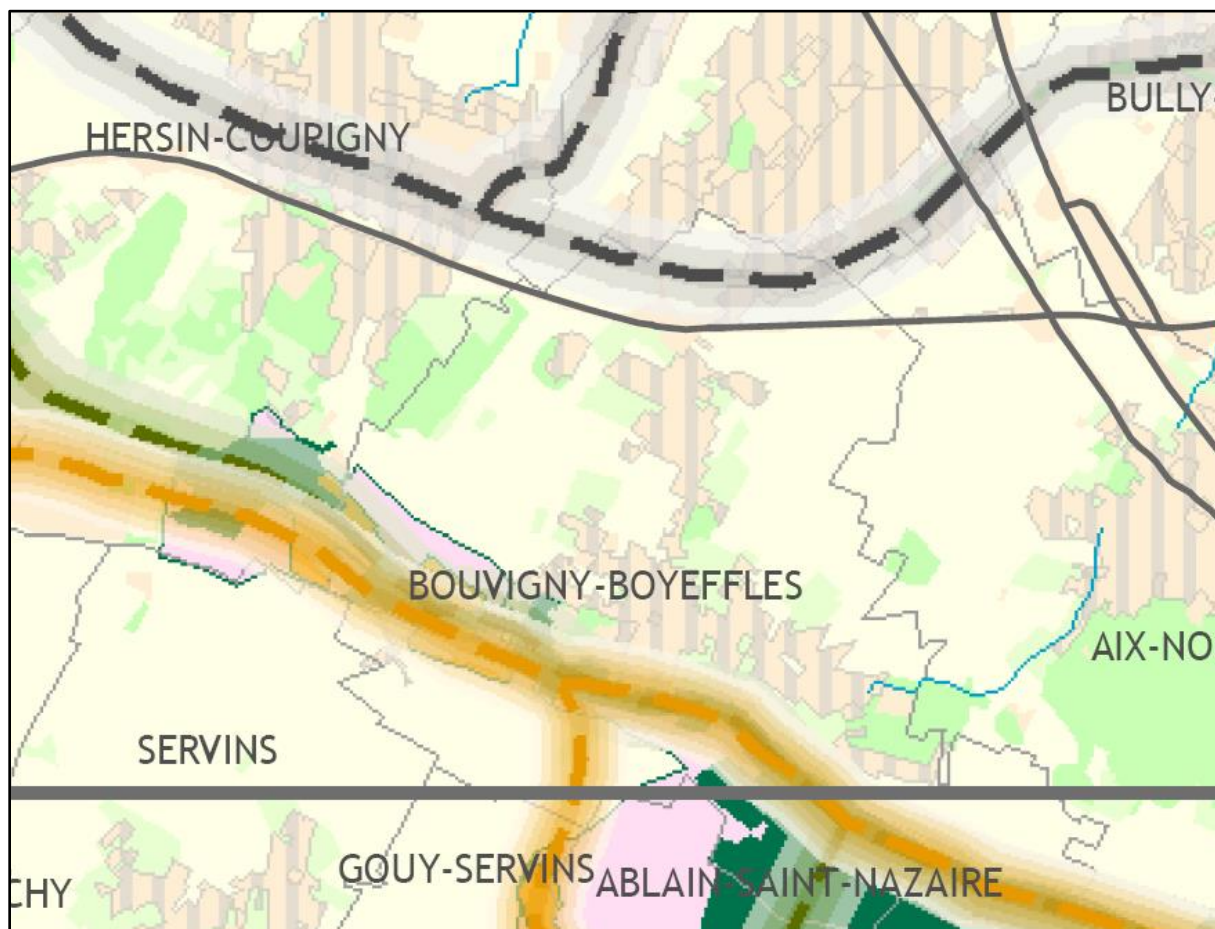 BULLY-
HERSIN-COUPIGNY
BOUVIGNY-BOYEFFLES
AIX-NO
SERVINS
GOUY-SERVINS
ABLAIN-SAINT-NAZAIRE
CHY